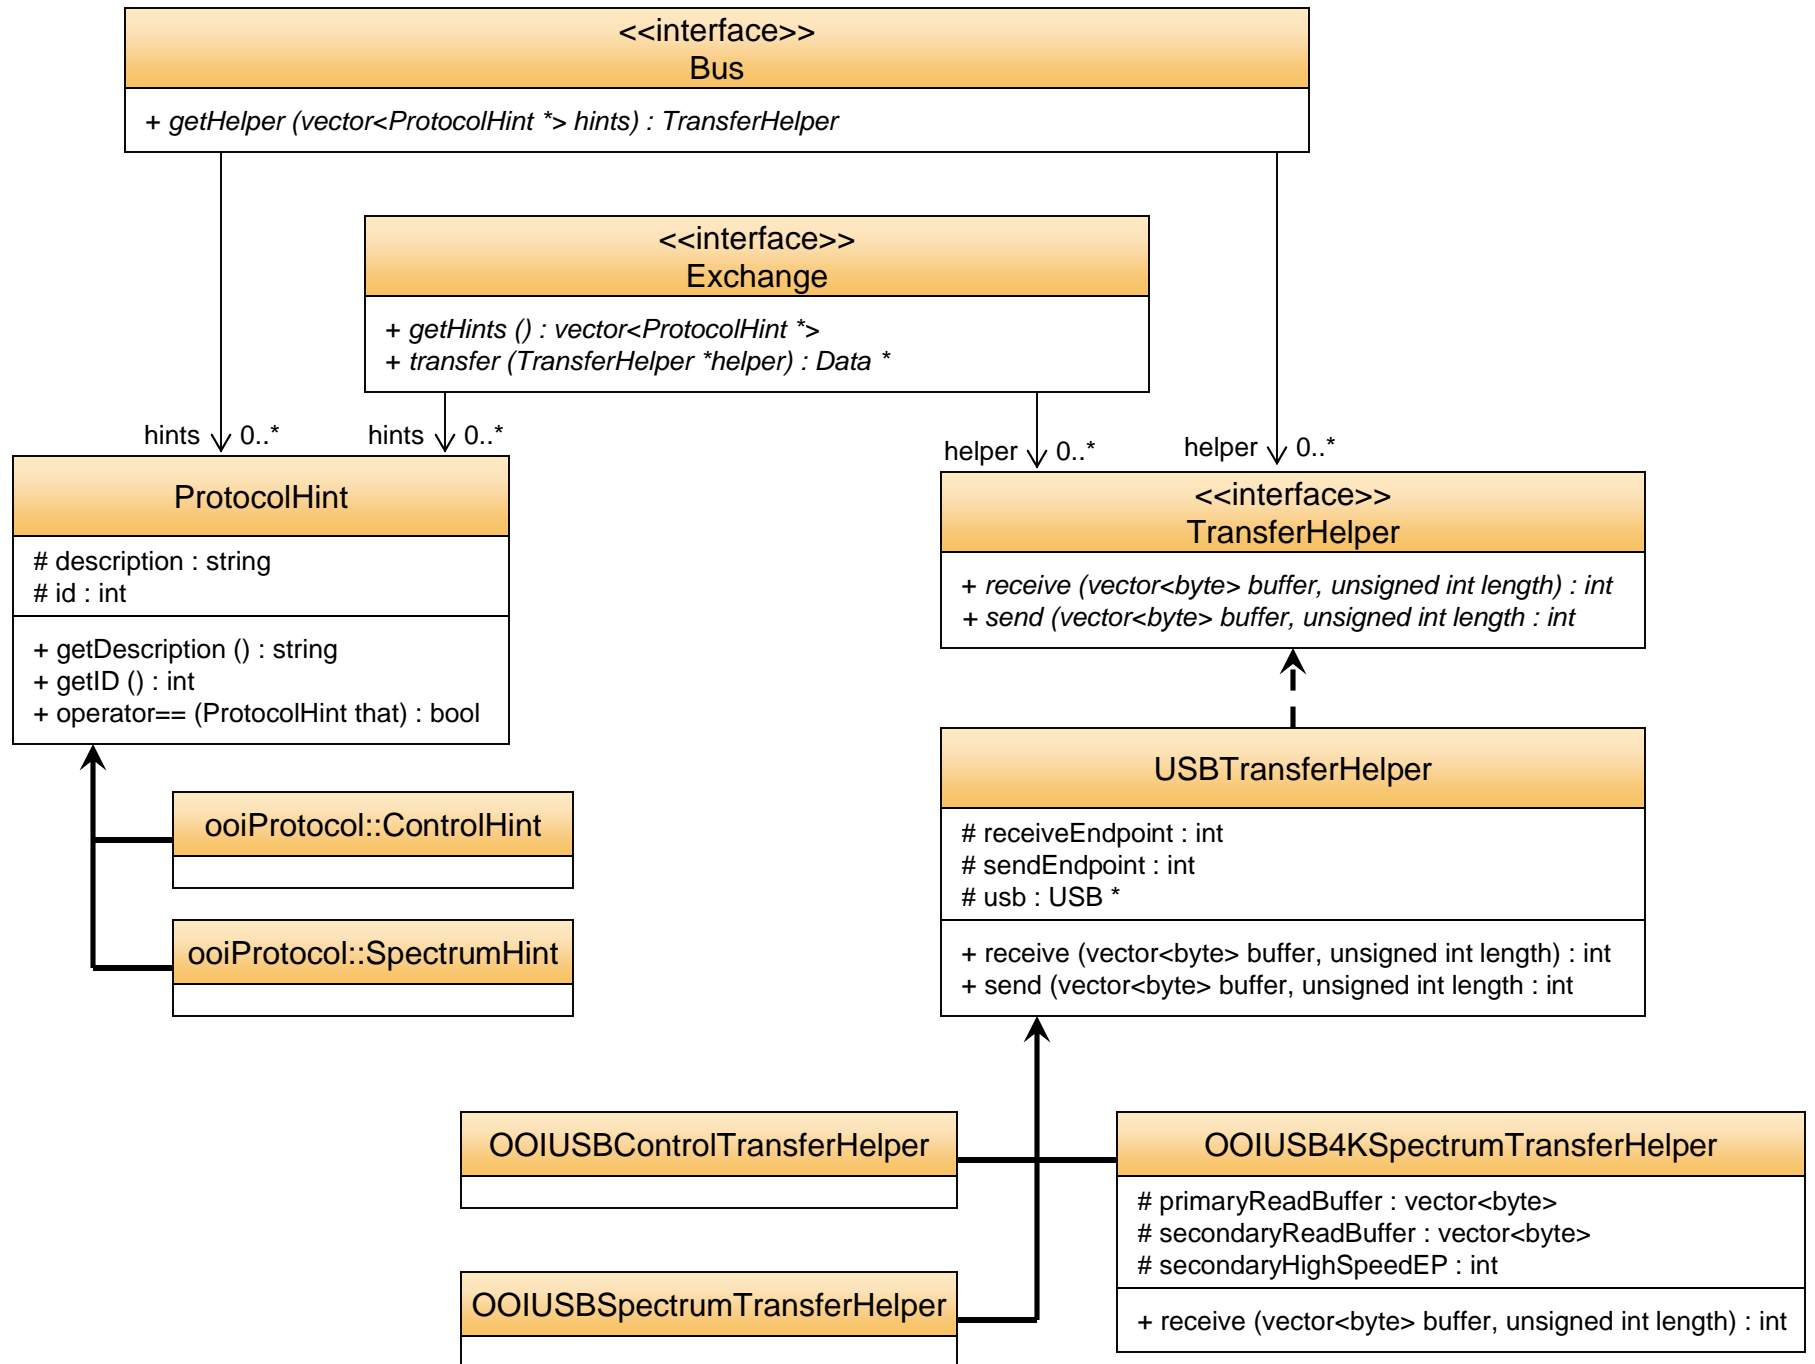 <<interface>>
Bus
+ getHelper (vector<ProtocolHint *> hints) : TransferHelper
<<interface>>
Exchange
+ getHints () : vector<ProtocolHint *>
+ transfer (TransferHelper *helper) : Data *
hints 0..*
hints 0..*
helper 0..*
helper 0..*
ProtocolHint
# description : string
# id : int
+ getDescription () : string
+ getID () : int
+ operator== (ProtocolHint that) : bool
<<interface>>
TransferHelper
+ receive (vector<byte> buffer, unsigned int length) : int
+ send (vector<byte> buffer, unsigned int length : int
ooiProtocol::ControlHint
ooiProtocol::SpectrumHint
USBTransferHelper
# receiveEndpoint : int
# sendEndpoint : int
# usb : USB *
+ receive (vector<byte> buffer, unsigned int length) : int
+ send (vector<byte> buffer, unsigned int length : int
OOIUSBControlTransferHelper
OOIUSBSpectrumTransferHelper
OOIUSB4KSpectrumTransferHelper
# primaryReadBuffer : vector<byte>
# secondaryReadBuffer : vector<byte>
# secondaryHighSpeedEP : int
+ receive (vector<byte> buffer, unsigned int length) : int